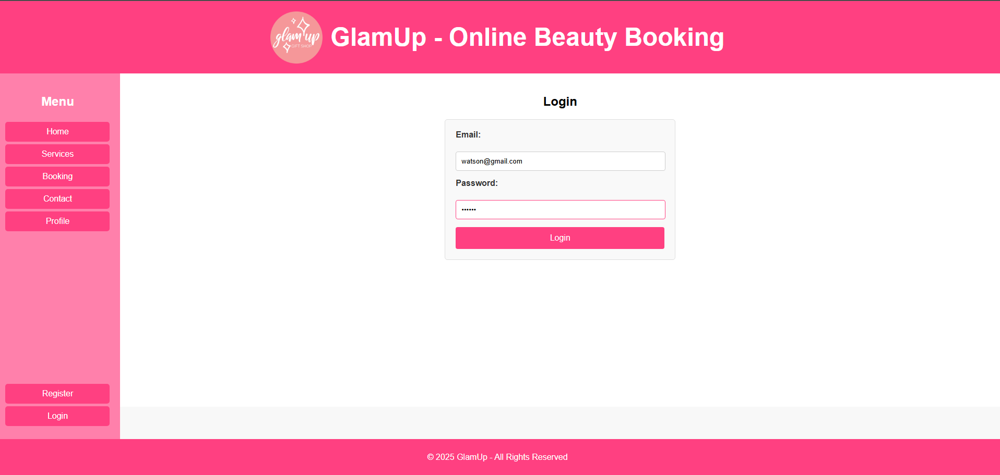 glam up
GIFT SHOP
GlamUp - Online Beauty Booking
Menu
Home
Services
Booking
Contact
Profile
Register
Login
Login
Email:
watson@gmail.com
Password:
••••••
Login
© 2025 GlamUp - All Rights Reserved